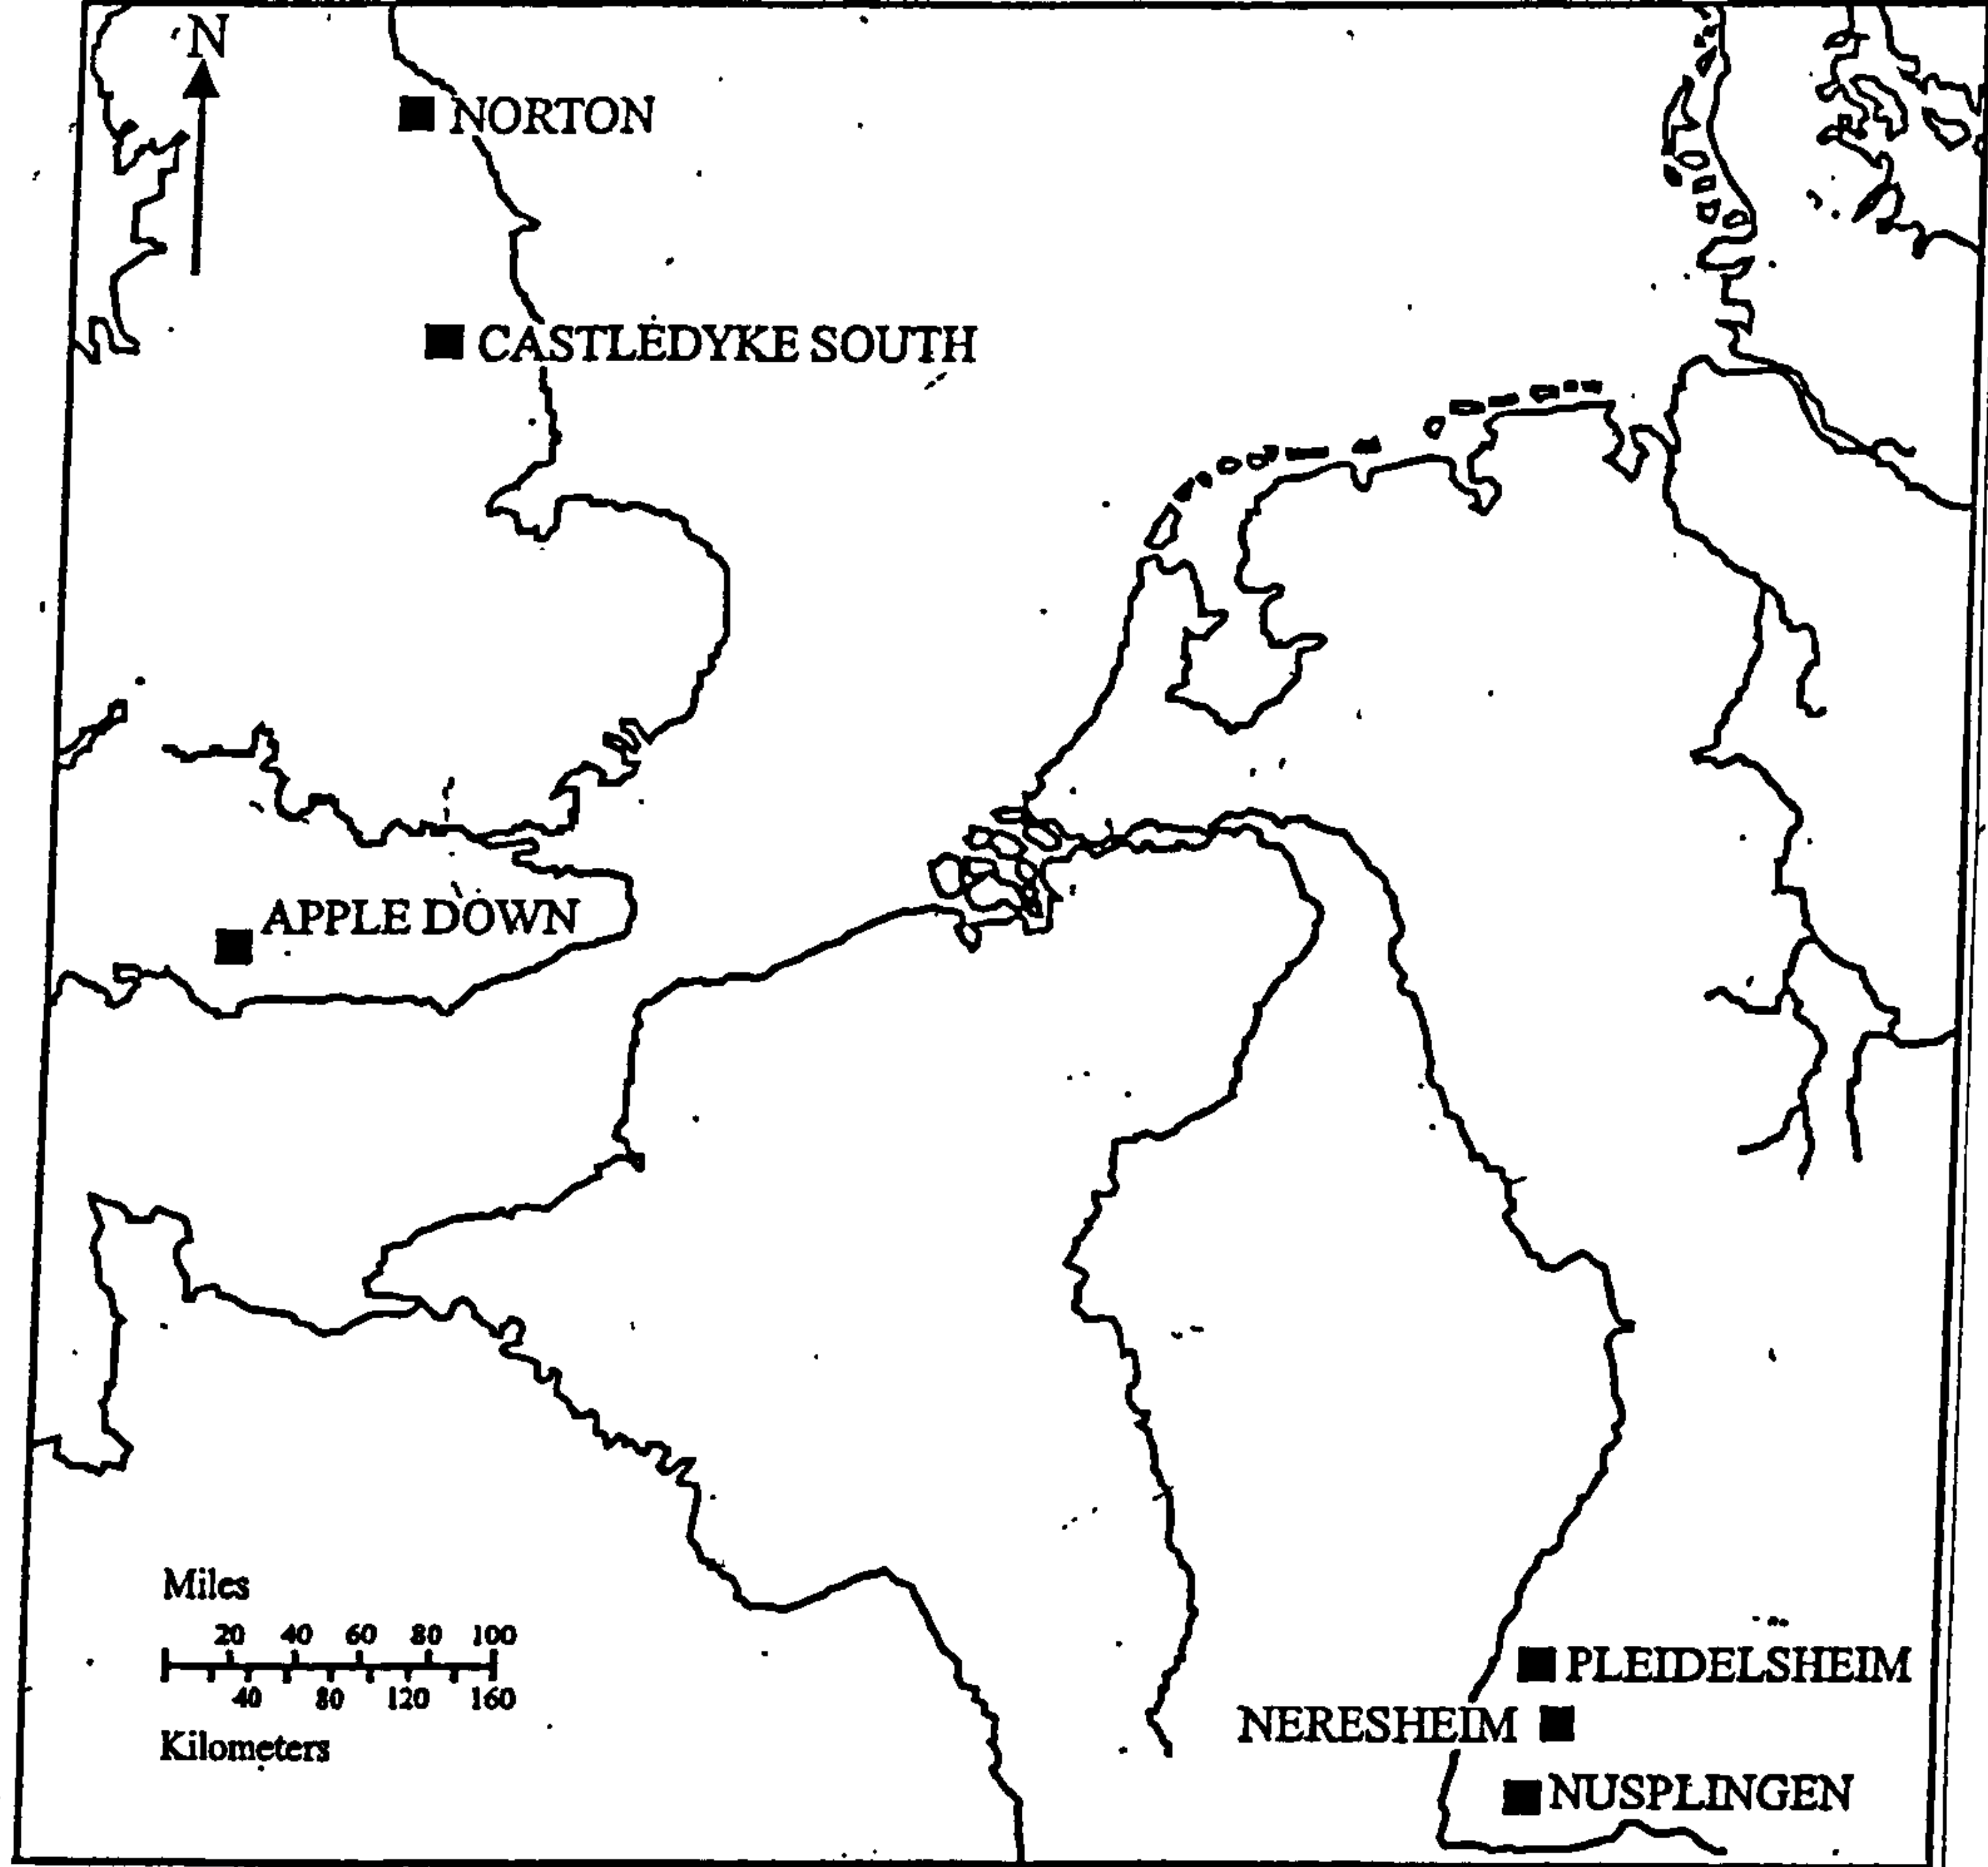 N
NORTON
CASTLEDYKE SOUTH
APPLE DOWN
Miles
20 40 60 80 100
40 80 120 160
Kilometers
PLEIDELSHEIM
NERESHEIM
NUSPLINGEN